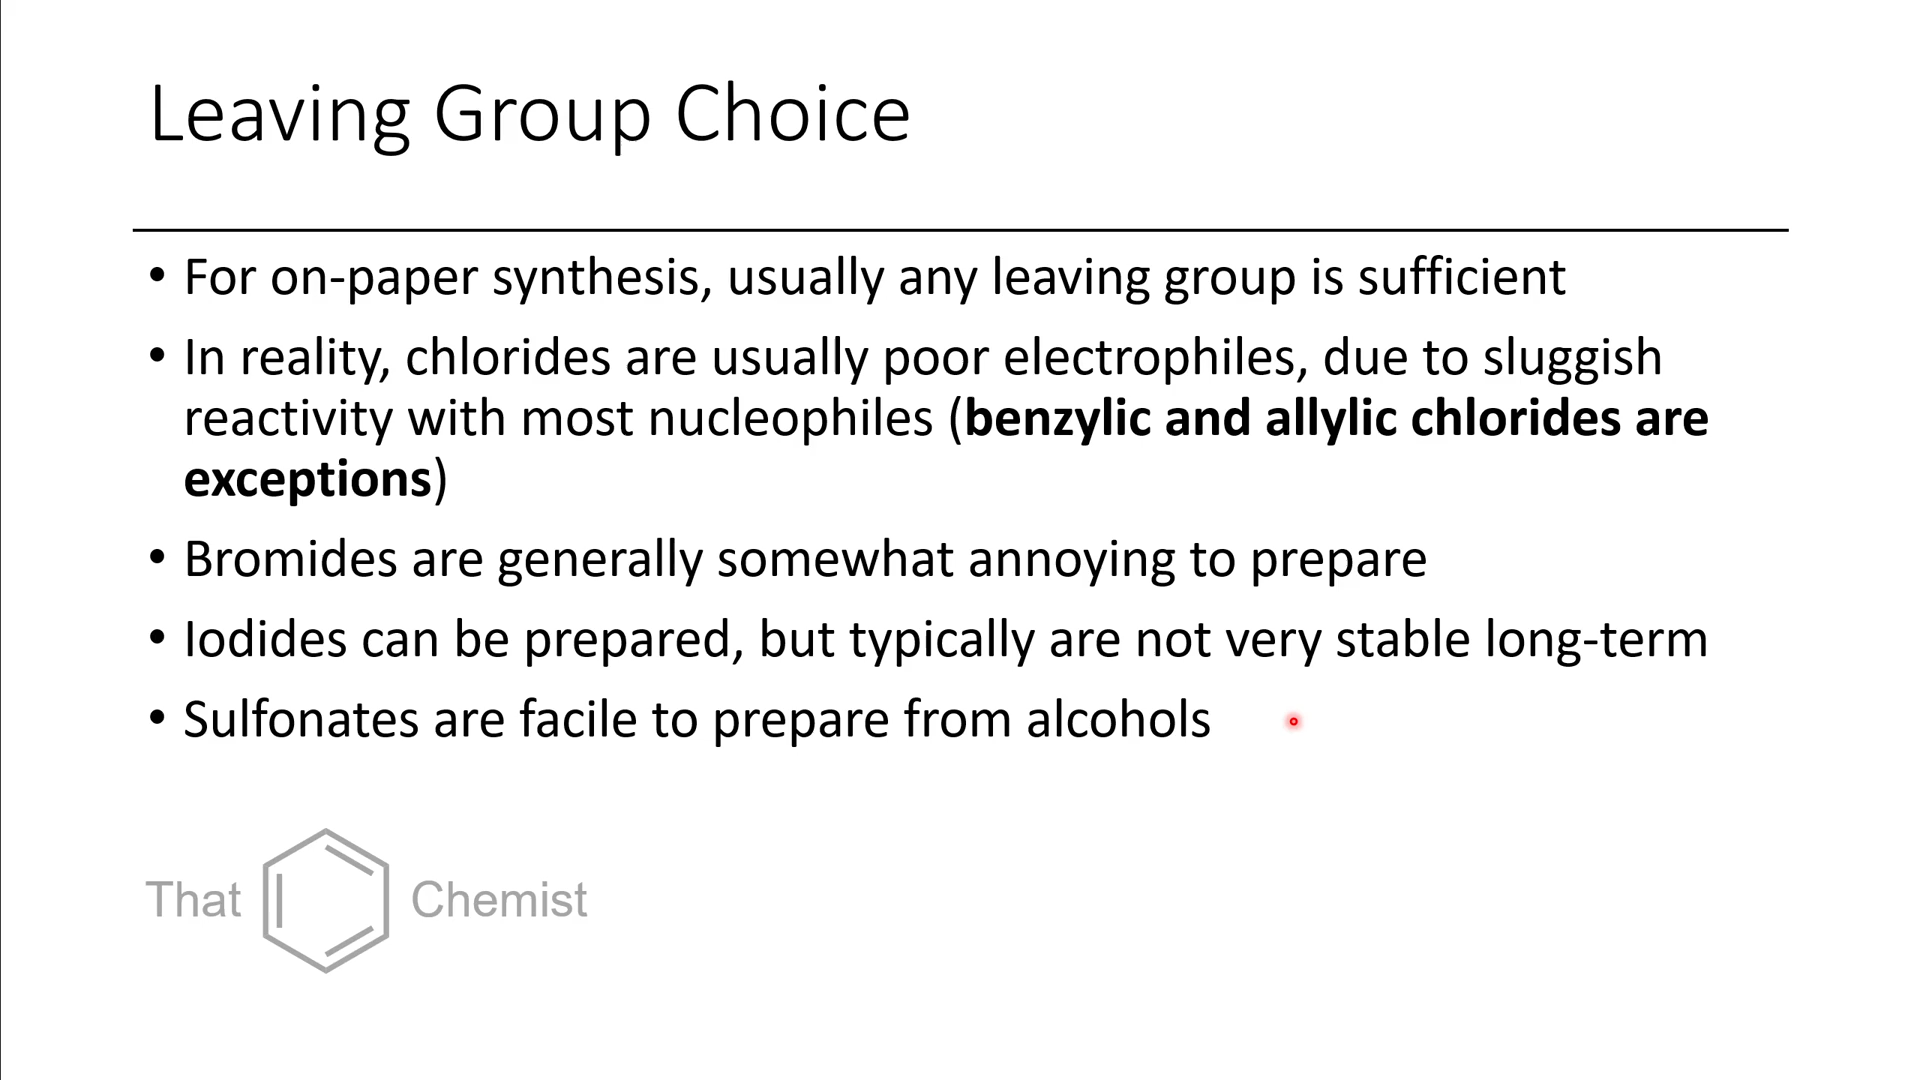 Leaving Group Choice
• For on-paper synthesis, usually any leaving group is sufficient
• In reality, chlorides are usually poor electrophiles, due to sluggish
reactivity with most nucleophiles (benzylic and allylic chlorides are
exceptions)
• Bromides are generally somewhat annoying to prepare
• Iodides can be prepared, but typically are not very stable long-term
• Sulfonates are facile to prepare from alcohols
That Chemist